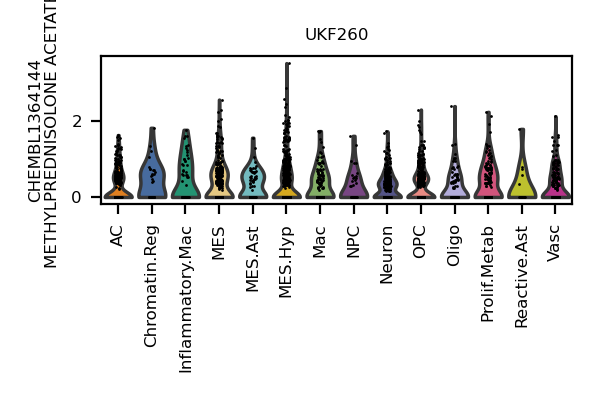 UKF260
CHEMBL1364144
METHYLPREDNISOLONE ACETAT
2
0
AC
Chromatin.Reg
Inflammatory.Mac
MES
MES.Ast
MES.Hyp
Mac
NPC
Neuron
OPC
Oligo
Prolif.Metab
Reactive.Ast
Vasc